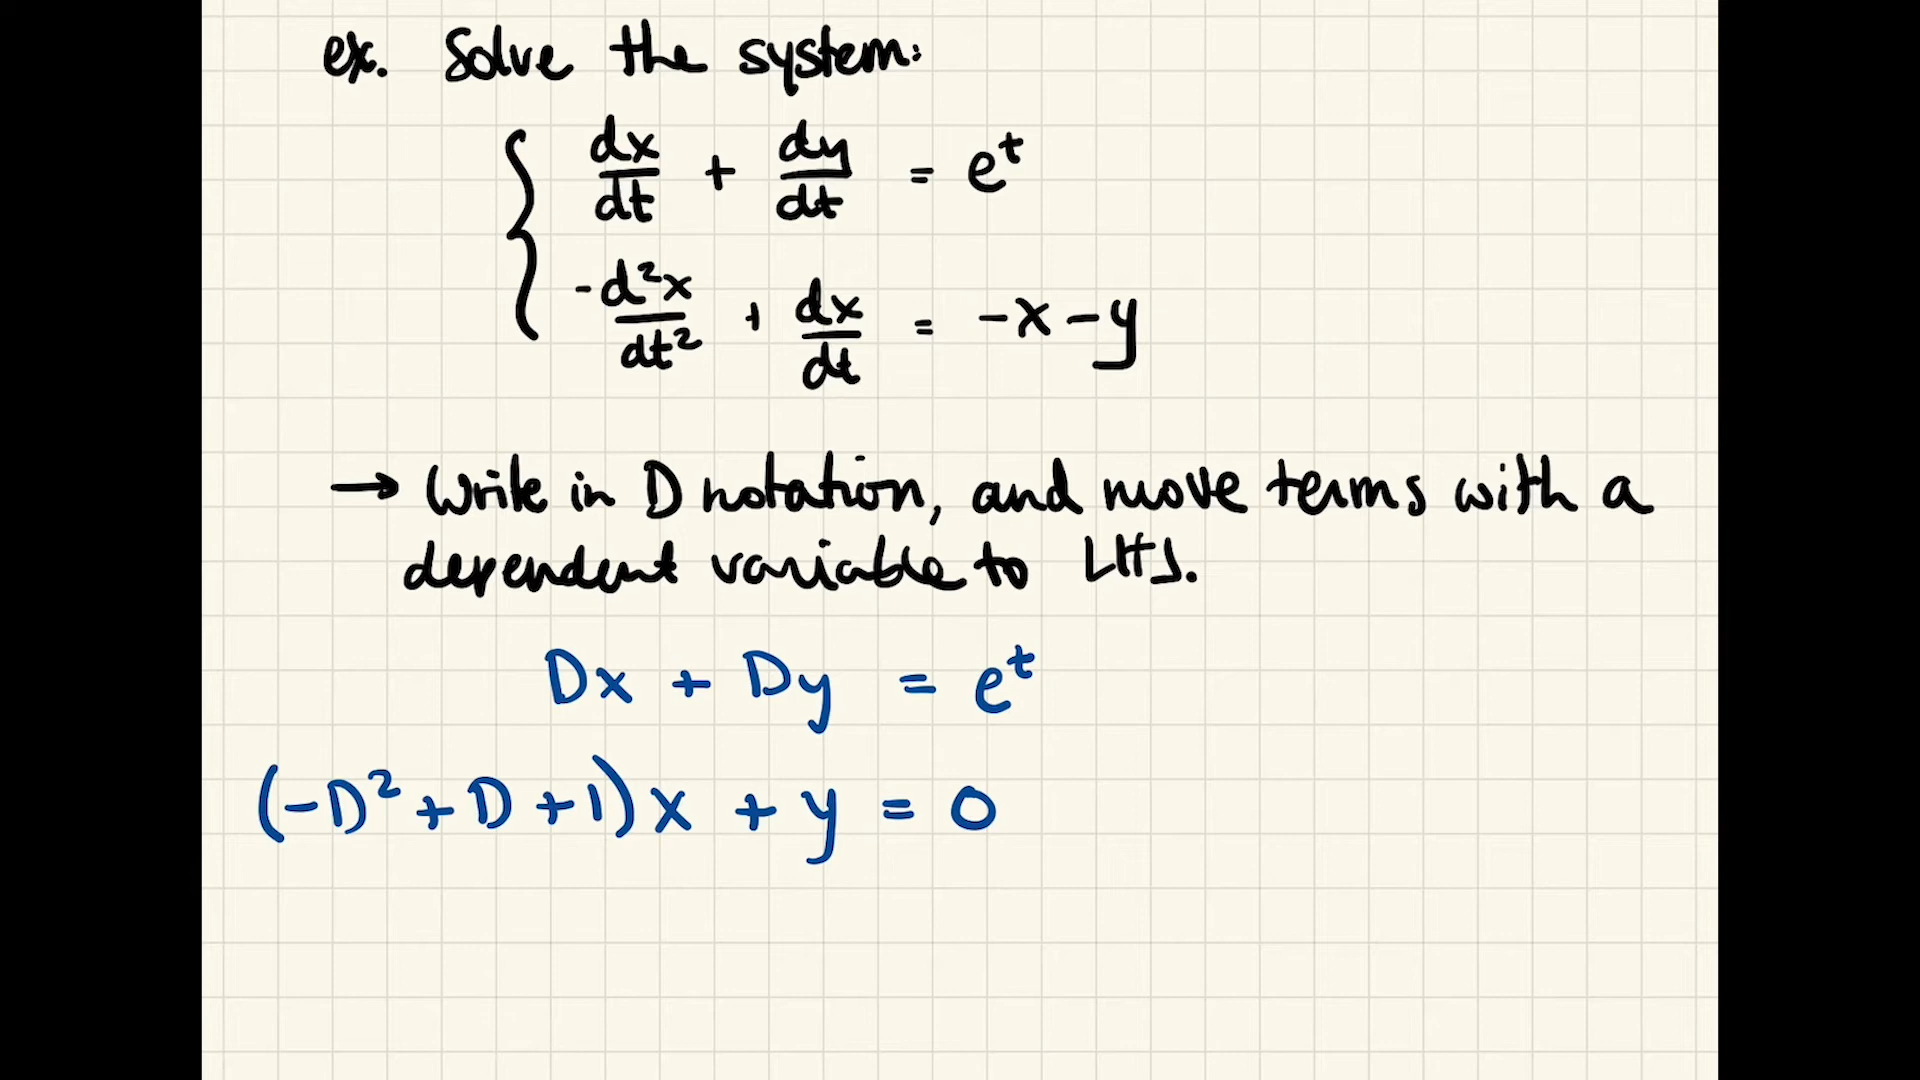 ex. Solve the system:
dx/dt + dy/dt = e^t
-d²x/dt² + dx/dt = -x - y
→ Write in D notation, and move terms with a
dependent variable to LHS.
Dx + Dy = e^t
(-D² + D + 1)x + y = 0